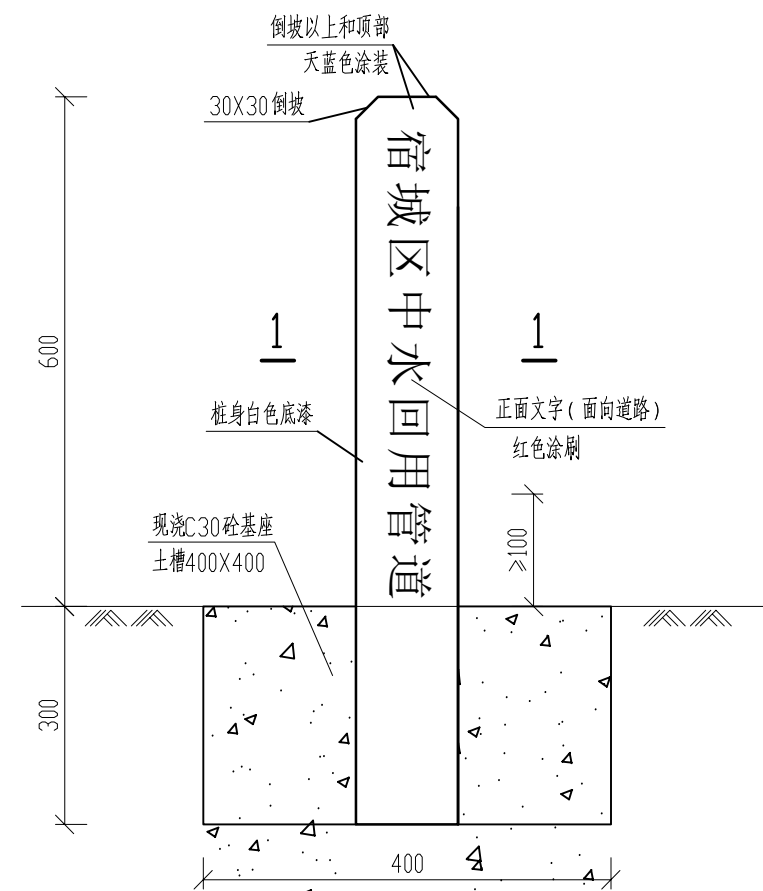 倒坡以上和顶部
天蓝色涂装
30X30倒坡
宿城区中水回用管道
600
1
1
桩身白色底漆
正面文字(面向道路)
红色涂刷
现浇C30砼基座
土槽400X400
≥100
300
400